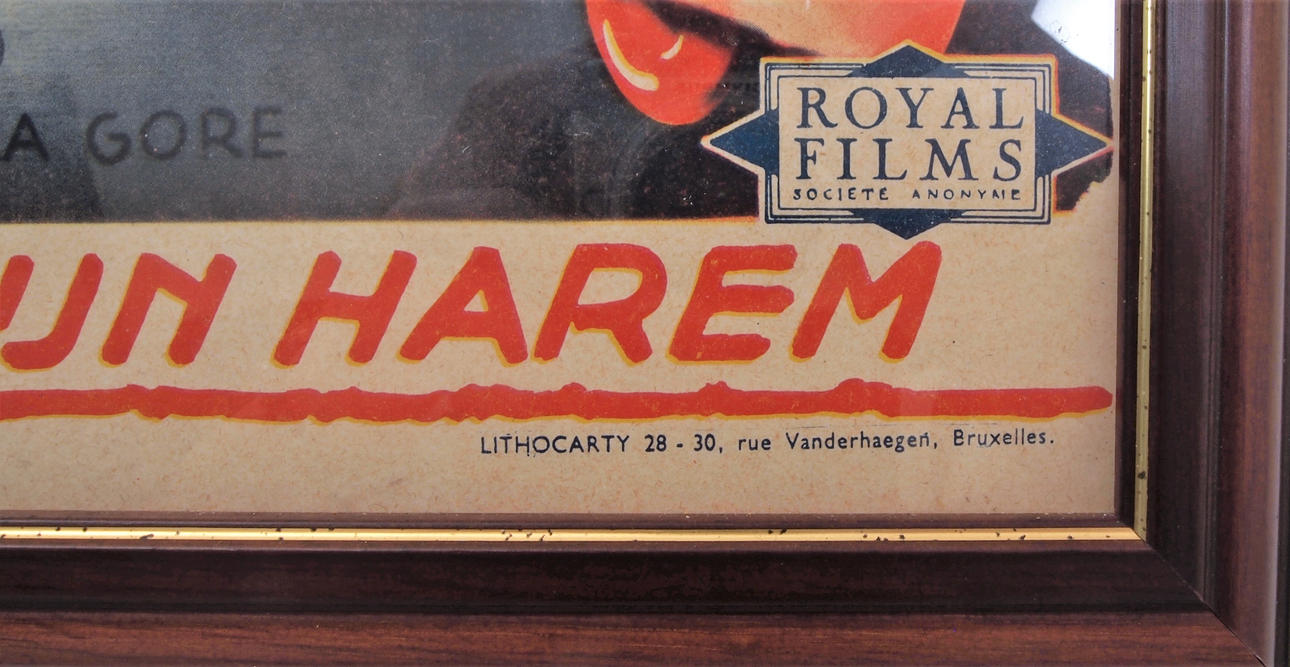 A GORE
ROYAL
FILMS
SOCIETE ANONYME
UN HAREM
LITHOCARTY 28 - 30, rue Vanderhaegen, Bruxelles.